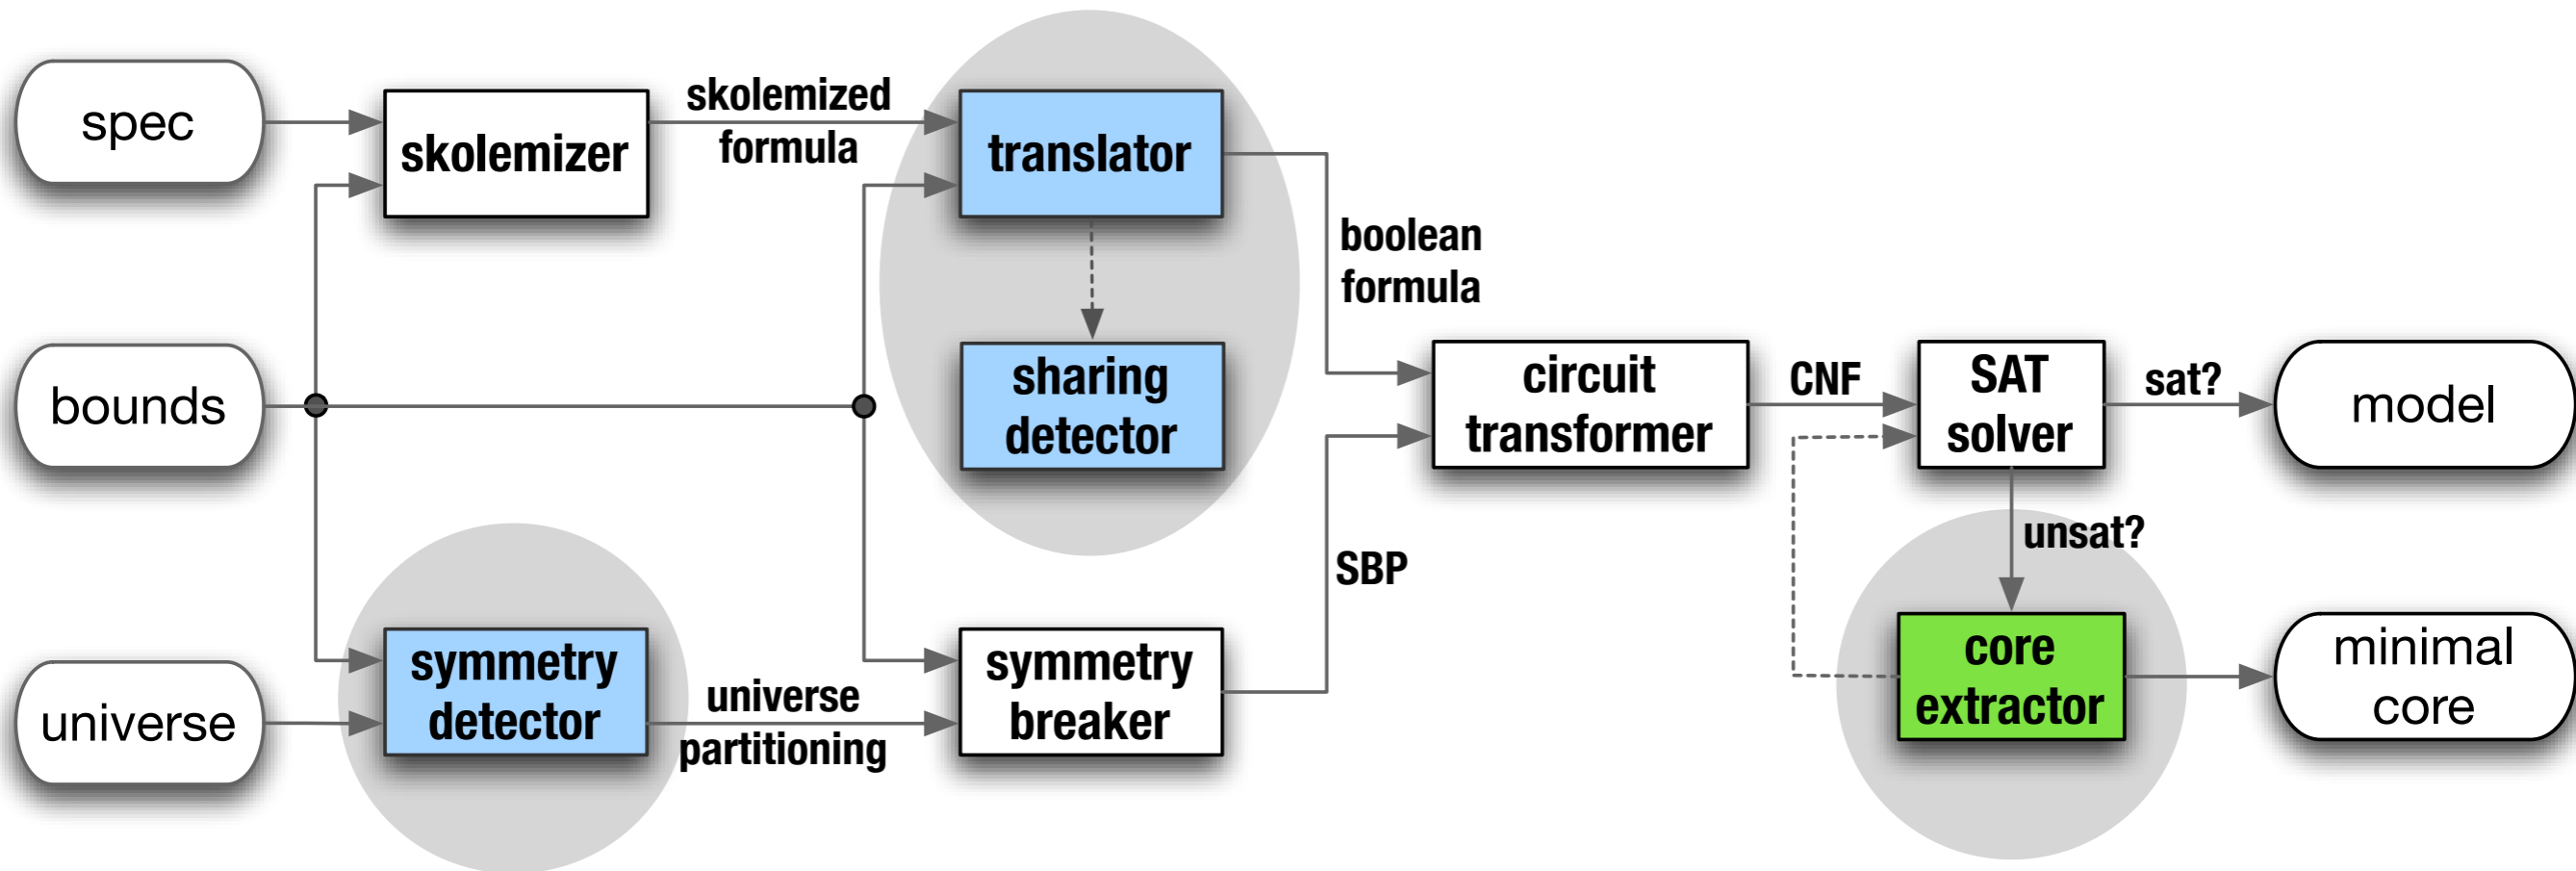 spec
skolemizer
skolemized
formula
translator
boolean
formula
bounds
sharing
detector
circuit
transformer
CNF
SAT
solver
sat?
model
unsat?
SBP
universe
symmetry
detector
universe
partitioning
symmetry
breaker
core
extractor
minimal
core